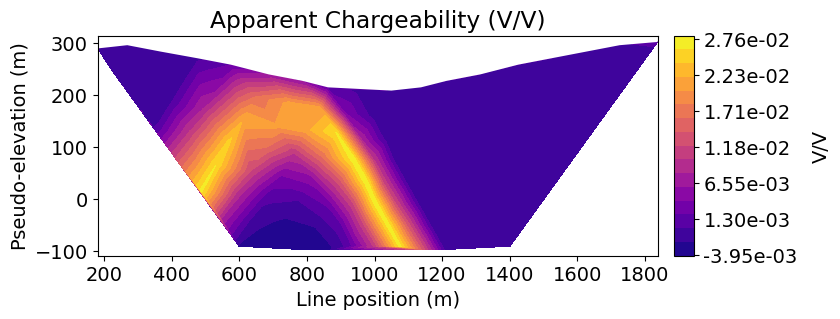 Apparent Chargeability (V/V)
Pseudo-elevation (m)
300
200
100
0
−100
200 400 600 800 1000 1200 1400 1600 1800
Line position (m)
2.76e-02
2.23e-02
1.71e-02
1.18e-02
6.55e-03
1.30e-03
-3.95e-03
V/V